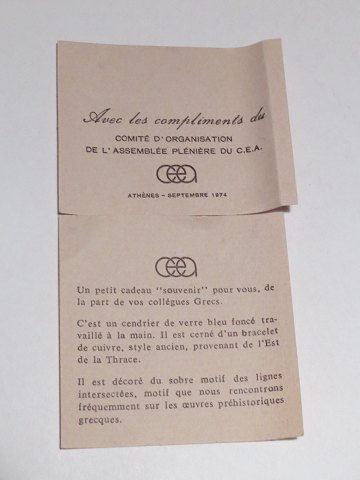 Avec les compliments du
COMITÉ D'ORGANISATION
DE L'ASSEMBLÉE PLÉNIÈRE DU C.E.A.
cea
ATHÈNES – SEPTEMBRE 1974
cea
Un petit cadeau "souvenir" pour vous, de
la part de vos collégues Grecs.
C'est un cendrier de verre bleu foncé tra-
vaillé à la main. Il est cerné d'un bracelet
de cuivre, style ancien, provenant de l'Est
de la Thrace.
Il est décoré du sobre motif des lignes
intersectées, motif que nous rencontrons
fréquemment sur les œuvres préhistoriques
grecques.